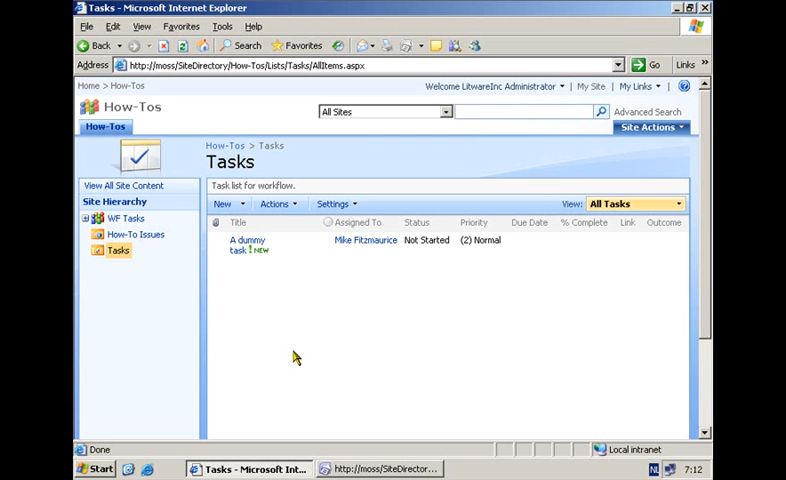 Tasks - Microsoft Internet Explorer
File Edit View Favorites Tools Help
Back Search Favorites
Address http://moss/SiteDirectory/How-Tos/Lists/Tasks/AllItems.aspx Go Links »
Home > How-Tos Welcome LitwareInc Administrator My Site My Links
How-Tos All Sites Advanced Search
How-Tos Site Actions
How-Tos > Tasks
Tasks
View All Site Content Task list for workflow.
Site Hierarchy New Actions Settings View: All Tasks
WF Tasks Title Assigned To Status Priority Due Date % Complete Link Outcome
How-To Issues A dummy Mike Fitzmaurice Not Started (2) Normal
Tasks task ! NEW
Done Local intranet
Start Tasks - Microsoft Int... http://moss/SiteDirector... NL 7:12